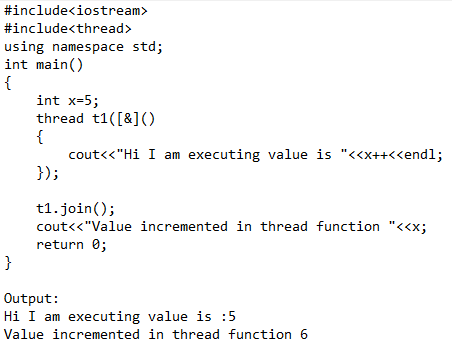 #include<iostream>
#include<thread>
using namespace std;
int main()
{
    int x=5;
    thread t1([&]()
    {
        cout<<"Hi I am executing value is "<<x++<<endl;
    });

    t1.join();
    cout<<"Value incremented in thread function "<<x;
    return 0;
}

Output:
Hi I am executing value is :5
Value incremented in thread function 6